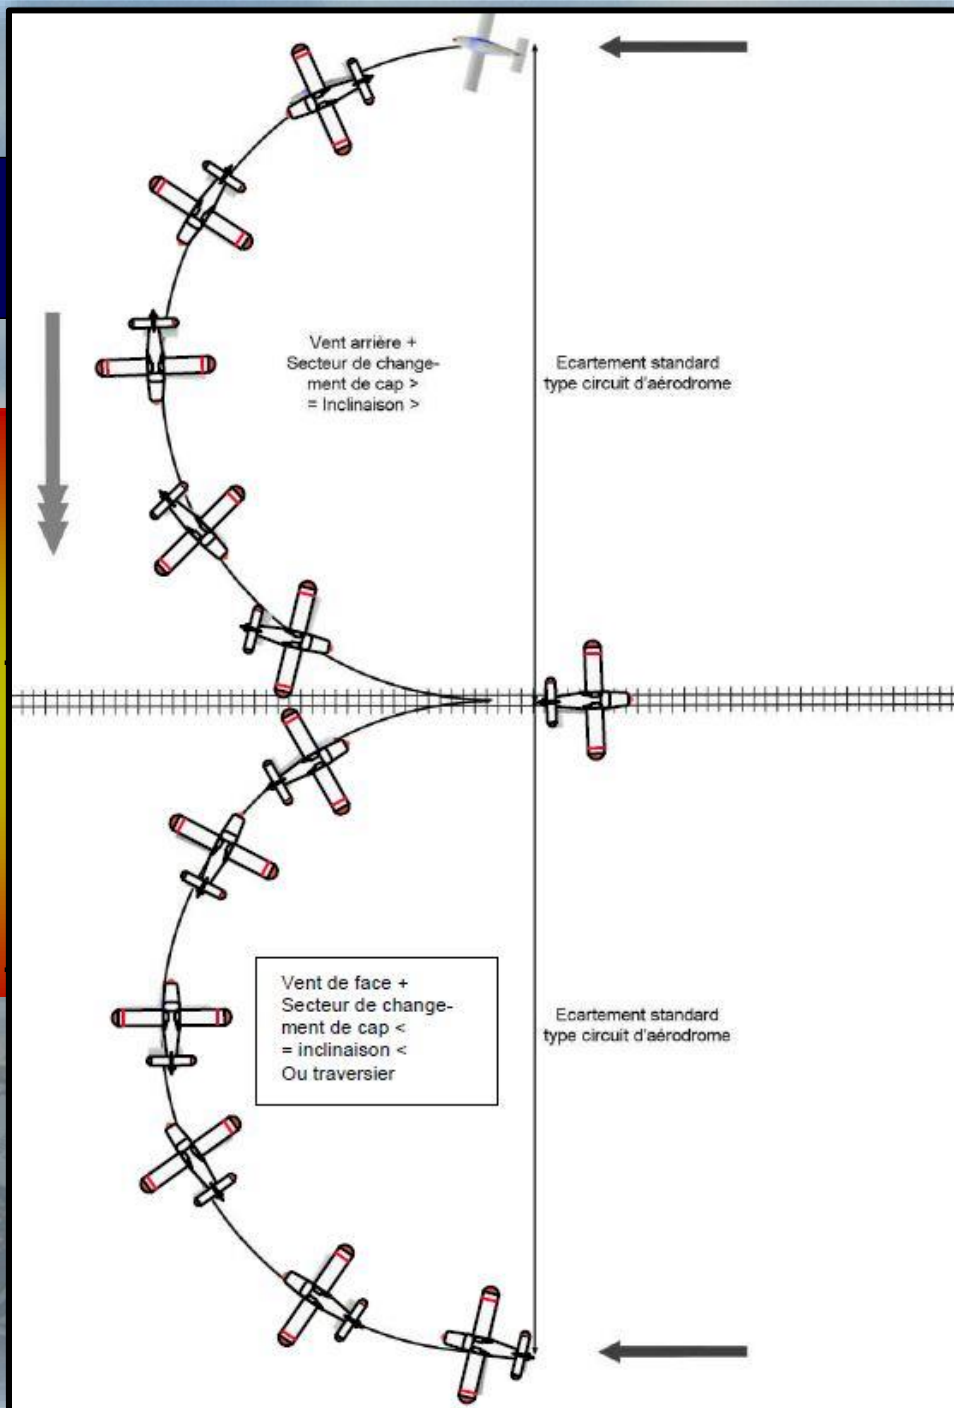 Vent arrière +
Secteur de change-
ment de cap >
= Inclinaison >
Ecartement standard
type circuit d'aérodrome
Vent de face +
Secteur de change-
ment de cap <
= inclinaison <
Ou traversier
Ecartement standard
type circuit d'aérodrome